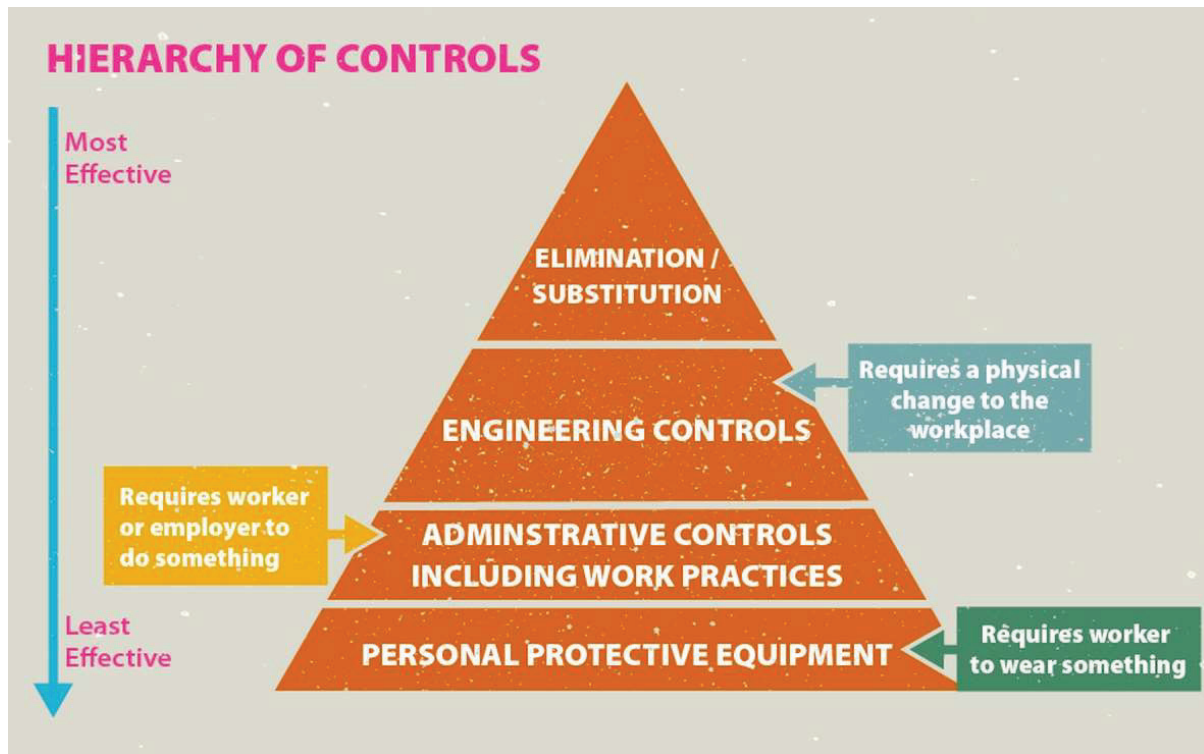 HIERARCHY OF CONTROLS
Most
Effective
ELIMINATION /
SUBSTITUTION
Requires a physical
change to the
workplace
ENGINEERING CONTROLS
Requires worker
or employer to
do something
ADMINSTRATIVE CONTROLS
INCLUDING WORK PRACTICES
Least
Effective
PERSONAL PROTECTIVE EQUIPMENT
Requires worker
to wear something